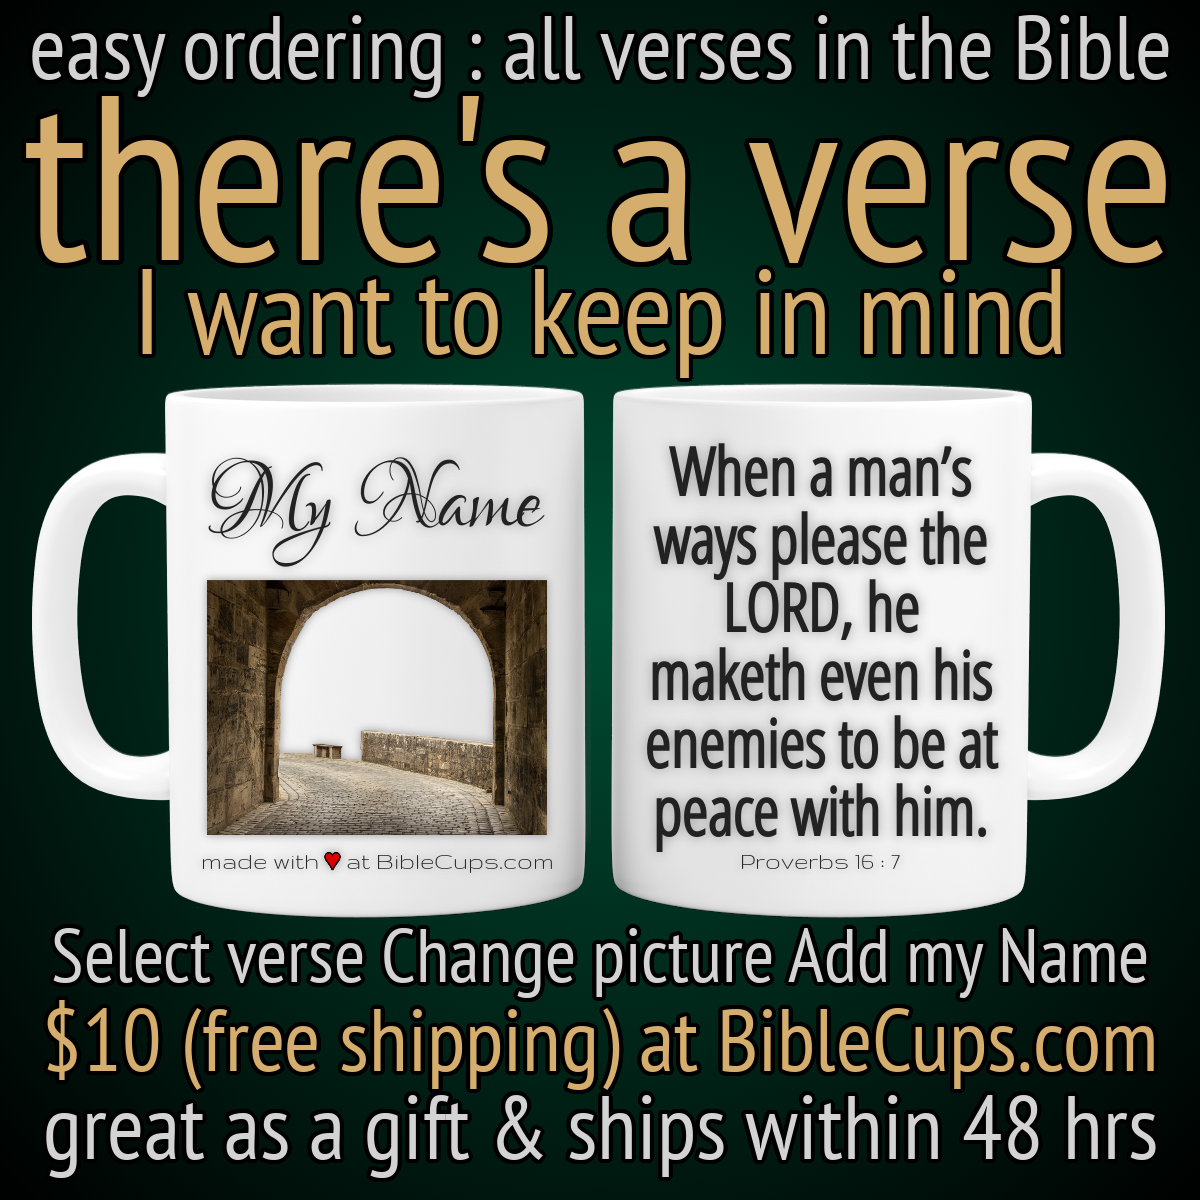 easy ordering : all verses in the Bible
there's a verse
I want to keep in mind
My Name
made with ♥ at BibleCups.com
When a man’s
ways please the
LORD, he
maketh even his
enemies to be at
peace with him.
Proverbs 16 : 7
Select verse Change picture Add my Name
$10 (free shipping) at BibleCups.com
great as a gift & ships within 48 hrs